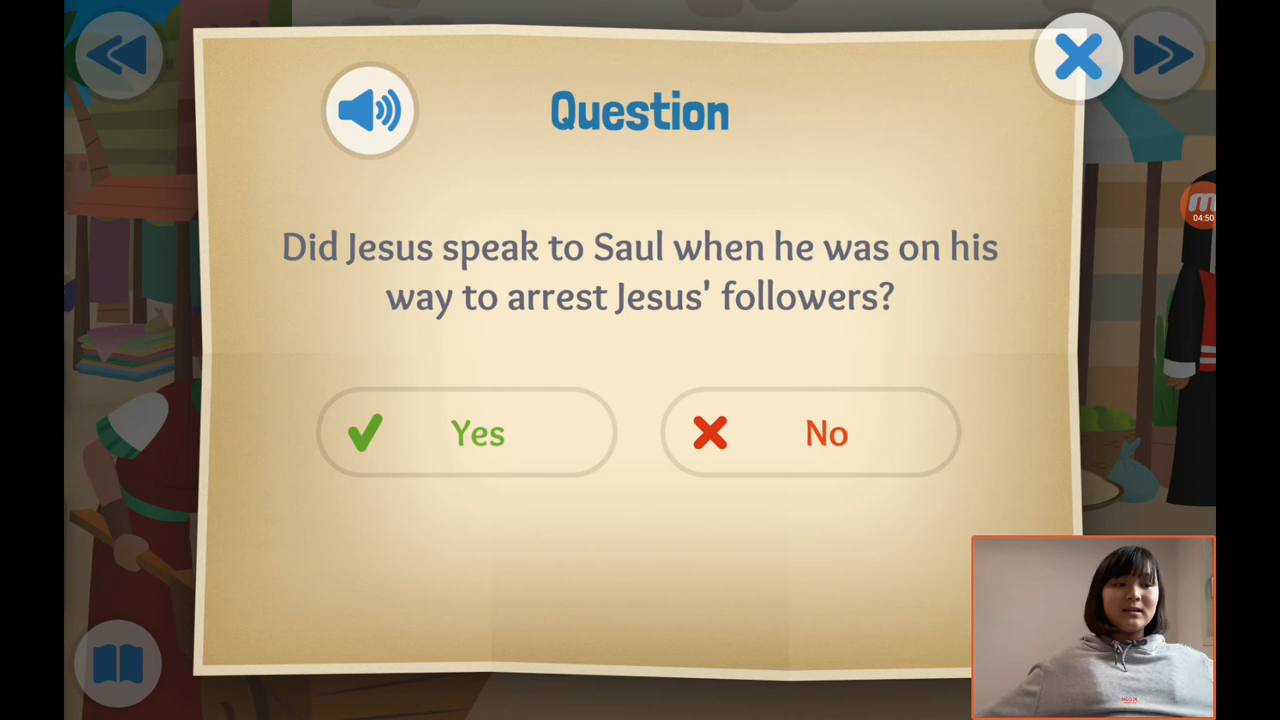 Question
04:50
Did Jesus speak to Saul when he was on his
way to arrest Jesus' followers?
Yes
No